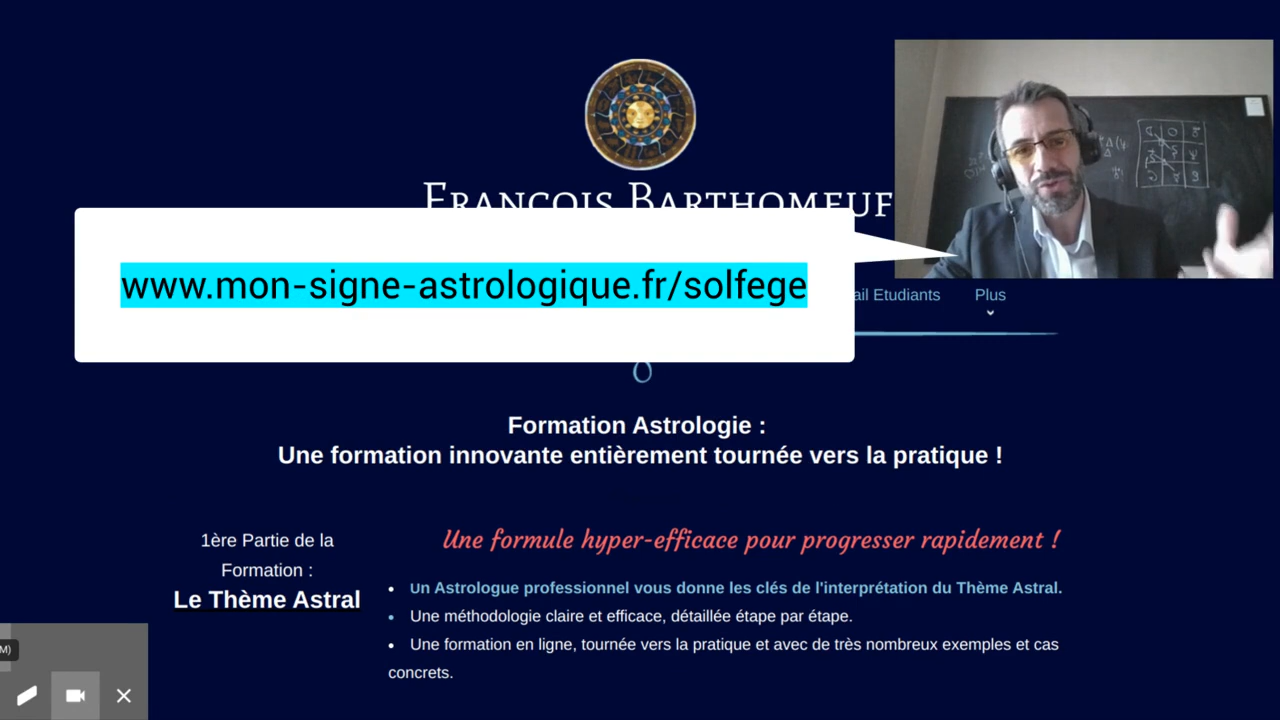 FRANÇOIS BARTHOMEUF
www.mon-signe-astrologique.fr/solfege
ail Etudiants
Plus
Formation Astrologie :
Une formation innovante entièrement tournée vers la pratique !
1ère Partie de la
Formation :
Le Thème Astral
Une formule hyper-efficace pour progresser rapidement !
• Un Astrologue professionnel vous donne les clés de l'interprétation du Thème Astral.
• Une méthodologie claire et efficace, détaillée étape par étape.
• Une formation en ligne, tournée vers la pratique et avec de très nombreux exemples et cas
concrets.
M)